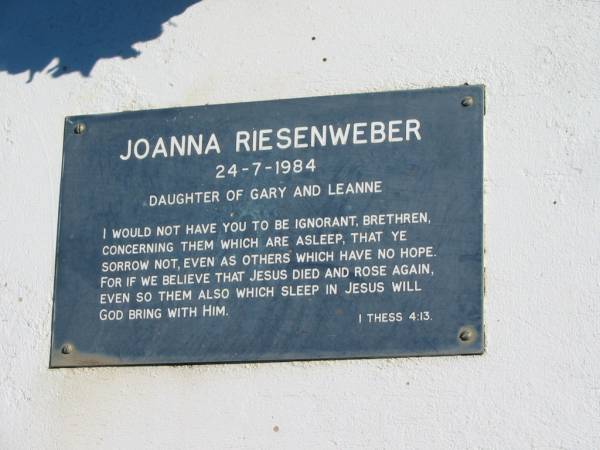 JOANNA RIESENWEBER
24-7-1984
DAUGHTER OF GARY AND LEANNE
I WOULD NOT HAVE YOU TO BE IGNORANT, BRETHREN,
CONCERNING THEM WHICH ARE ASLEEP, THAT YE
SORROW NOT, EVEN AS OTHERS WHICH HAVE NO HOPE.
FOR IF WE BELIEVE THAT JESUS DIED AND ROSE AGAIN,
EVEN SO THEM ALSO WHICH SLEEP IN JESUS WILL
GOD BRING WITH HIM.
I THESS 4:13.